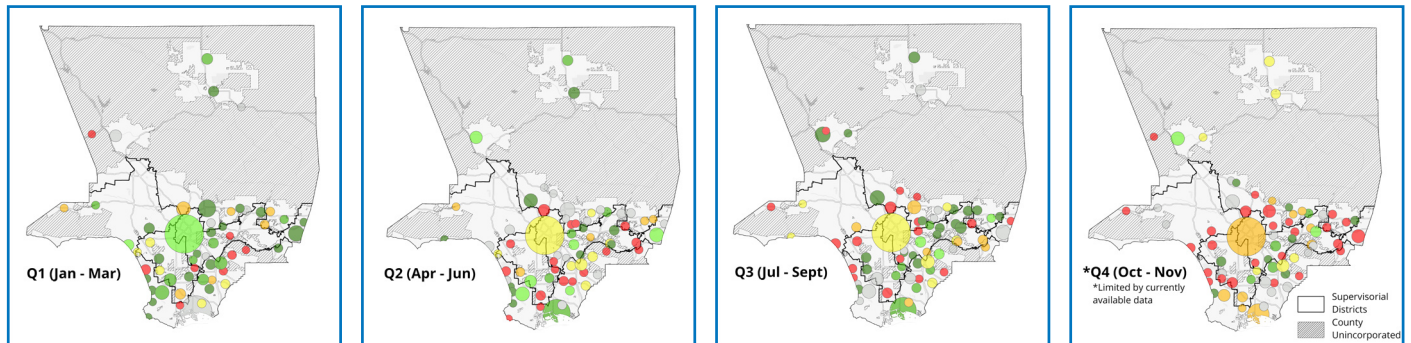 Q1 (Jan - Mar)
Q2 (Apr - Jun)
Q3 (Jul - Sept)
*Q4 (Oct - Nov)
*Limited by currently
available data
Supervisorial
Districts
County
Unincorporated